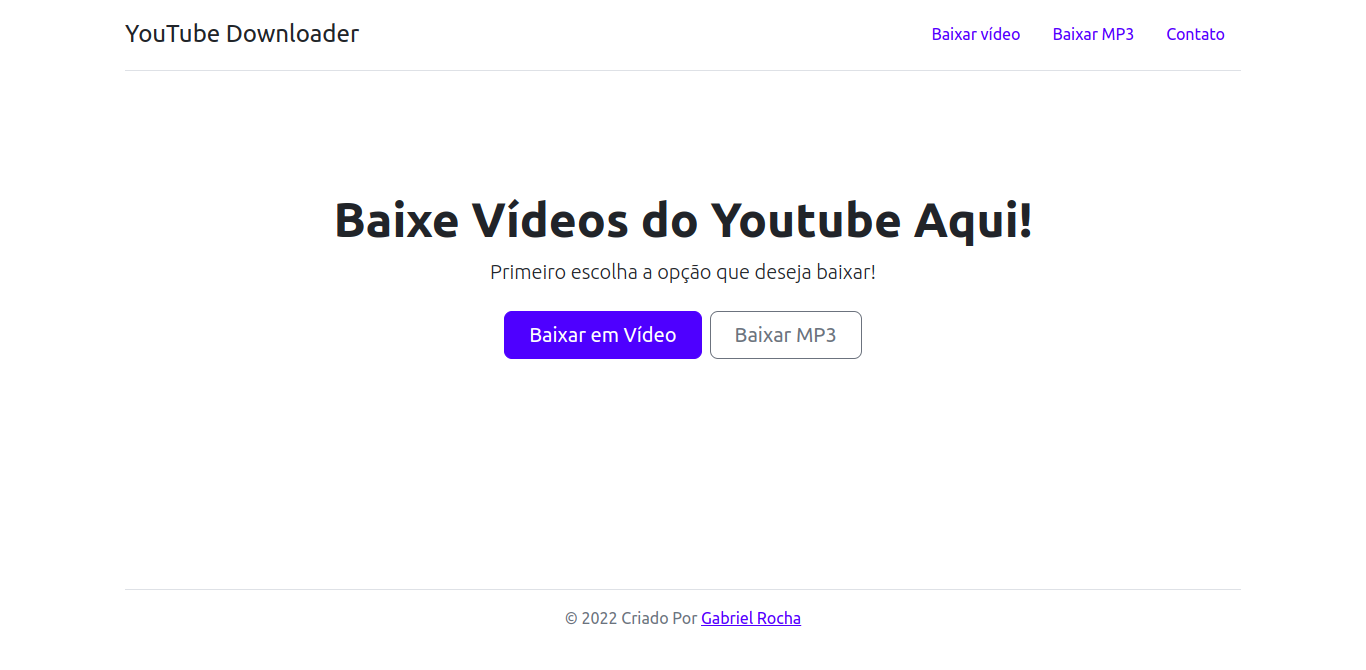 YouTube Downloader
Baixar vídeo Baixar MP3 Contato
Baixe Vídeos do Youtube Aqui!
Primeiro escolha a opção que deseja baixar!
Baixar em Vídeo Baixar MP3
© 2022 Criado Por Gabriel Rocha